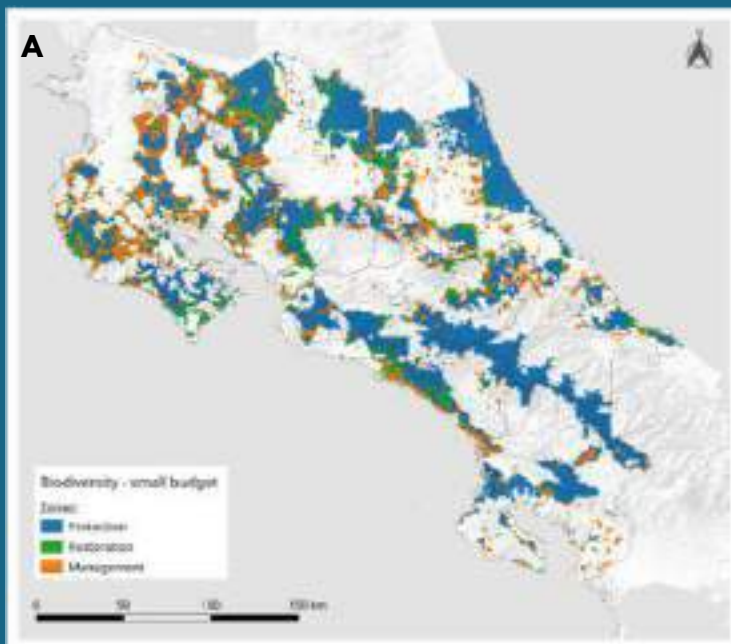 A
Biodiversity - small budget
Zones:
Protection
Restoration
Management
0 50 100 150 km